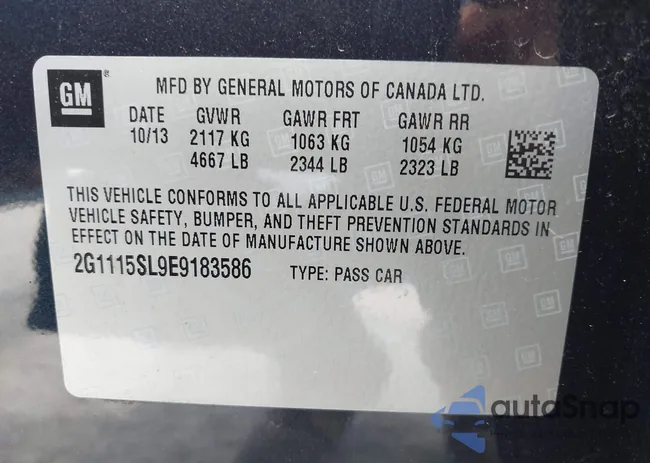 GM ®
MFD BY GENERAL MOTORS OF CANADA LTD.
DATE GVWR GAWR FRT GAWR RR
10/13 2117 KG 1063 KG 1054 KG
4667 LB 2344 LB 2323 LB
THIS VEHICLE CONFORMS TO ALL APPLICABLE U.S. FEDERAL MOTOR
VEHICLE SAFETY, BUMPER, AND THEFT PREVENTION STANDARDS IN
EFFECT ON THE DATE OF MANUFACTURE SHOWN ABOVE.
2G1115SL9E9183586 TYPE: PASS CAR
autoSnap